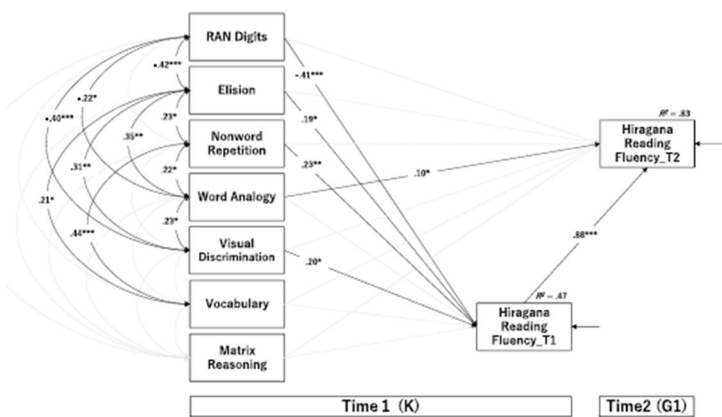 RAN Digits
-.42***
-.41***
Elision
-.22*
-.40***
.23*
.19*
.35**
Nonword
Repetition
R² = .83
Hiragana
Reading
Fluency_T2
.31**
.22*
.23**
.10*
Word Analogy
.21*
.23*
.44***
Visual
Discrimination
.20*
.88***
Vocabulary
R² = .47
Hiragana
Reading
Fluency_T1
Matrix
Reasoning
Time 1 (K)
Time2 (G1)